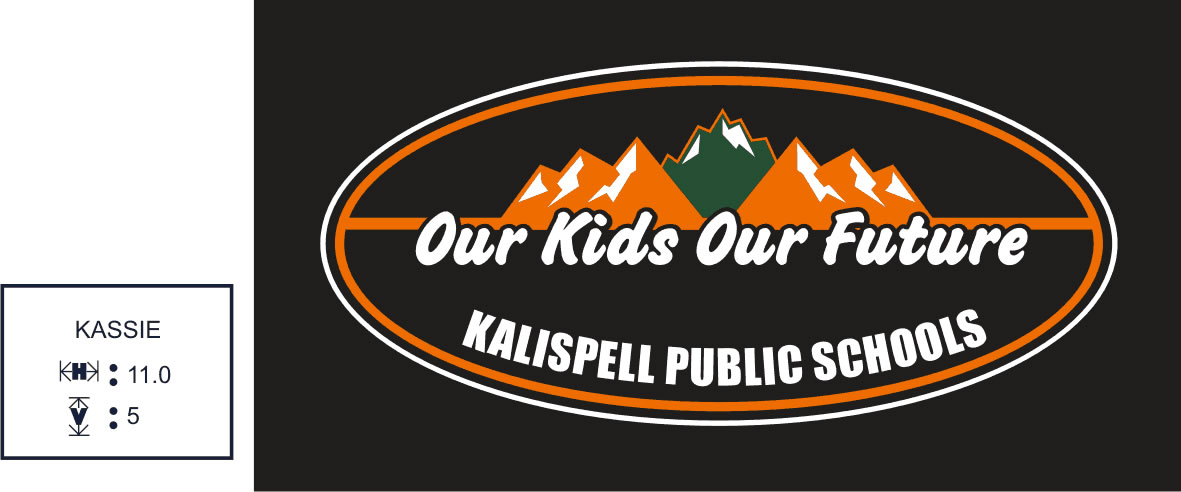 Our Kids Our Future
KALISPELL PUBLIC SCHOOLS
KASSIE
H : 11.0
V : 5